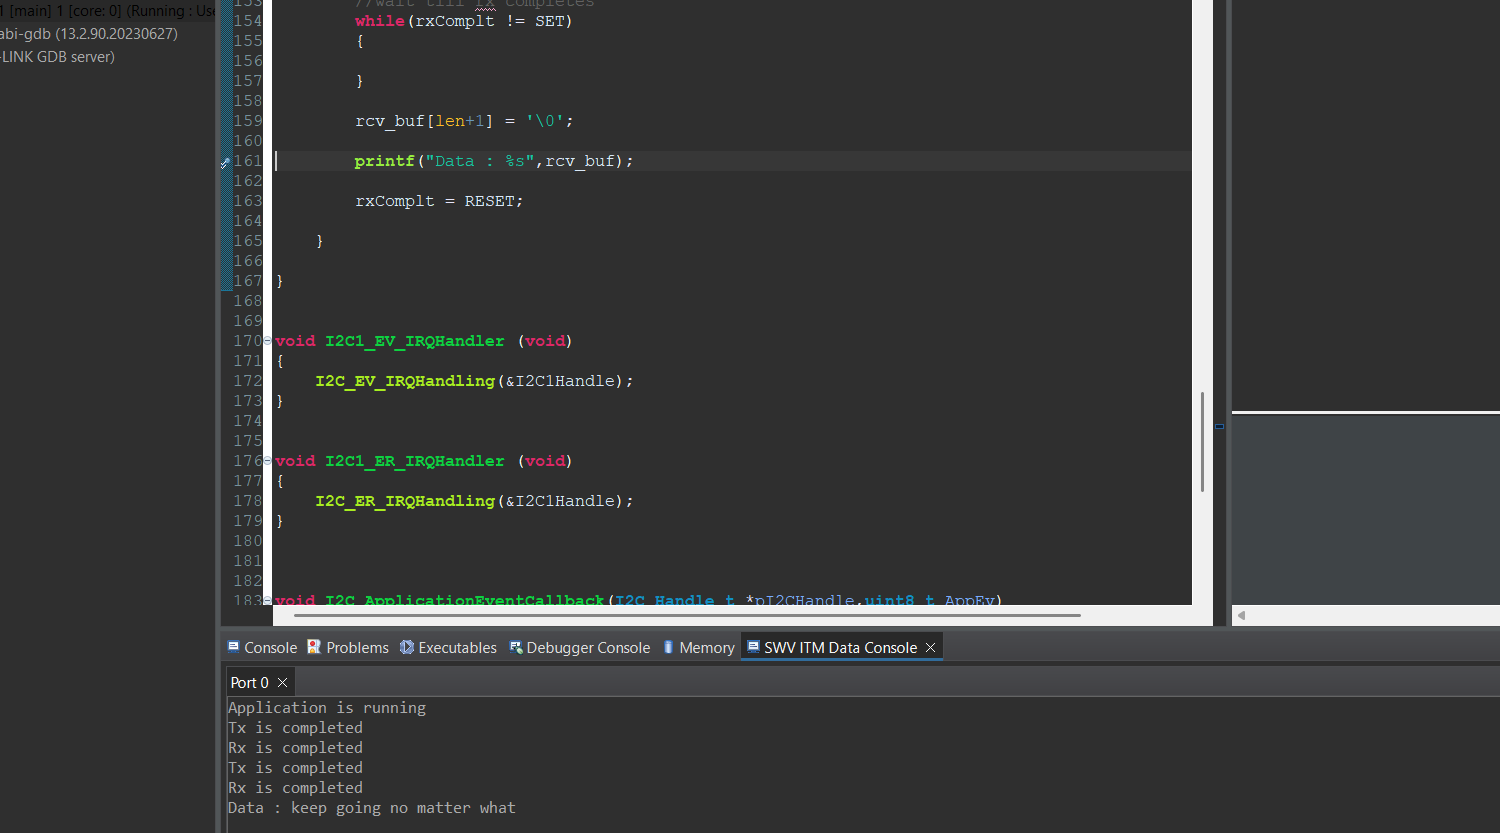 1 [main] 1 [core: 0] (Running : Us
abi-gdb (13.2.90.20230627)
-LINK GDB server)
153 //wait till rx completes
154 while(rxComplt != SET)
155 {
156
157 }
158
159 rcv_buf[len+1] = '\0';
160
161 printf("Data : %s",rcv_buf);
162
163 rxComplt = RESET;
164
165 }
166
167 }
168
169
170 void I2C1_EV_IRQHandler (void)
171 {
172 I2C_EV_IRQHandling(&I2C1Handle);
173 }
174
175
176 void I2C1_ER_IRQHandler (void)
177 {
178 I2C_ER_IRQHandling(&I2C1Handle);
179 }
180
181
182
183 void I2C_ApplicationEventCallback(I2C_Handle_t *pI2CHandle,uint8_t AppEv)
Console Problems Executables Debugger Console Memory SWV ITM Data Console
Port 0
Application is running
Tx is completed
Rx is completed
Tx is completed
Rx is completed
Data : keep going no matter what